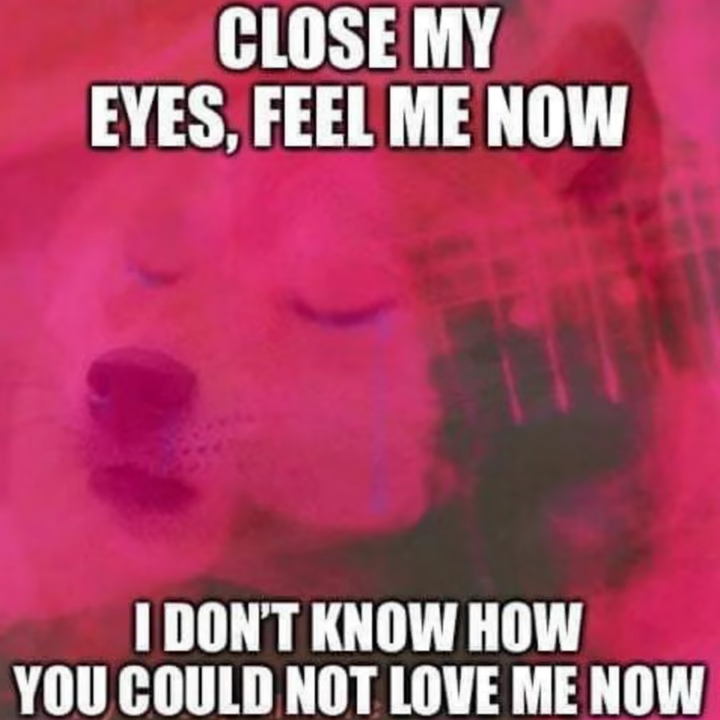 CLOSE MY
EYES, FEEL ME NOW
I DON'T KNOW HOW
YOU COULD NOT LOVE ME NOW